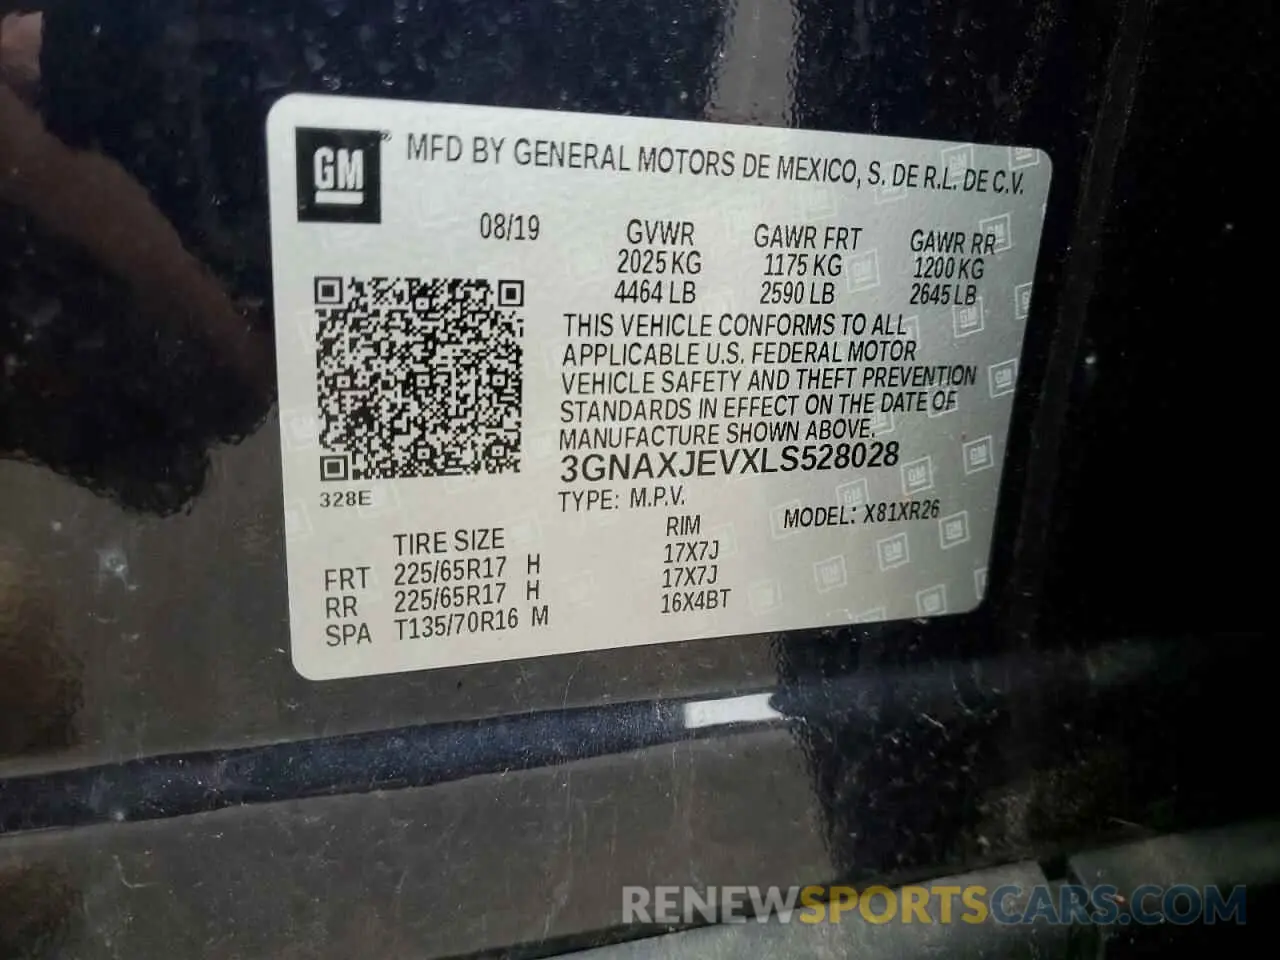 GM ® MFD BY GENERAL MOTORS DE MEXICO, S. DE R.L. DE C.V.
08/19 GVWR GAWR FRT GAWR RR
2025 KG 1175 KG 1200 KG
4464 LB 2590 LB 2645 LB
THIS VEHICLE CONFORMS TO ALL
APPLICABLE U.S. FEDERAL MOTOR
VEHICLE SAFETY AND THEFT PREVENTION
STANDARDS IN EFFECT ON THE DATE OF
MANUFACTURE SHOWN ABOVE.
3GNAXJEVXLS528028
328E
TYPE: M.P.V. MODEL: X81XR26
TIRE SIZE RIM
FRT 225/65R17 H 17X7J
RR 225/65R17 H 17X7J
SPA T135/70R16 M 16X4BT
RENEWSPORTSCARS.COM